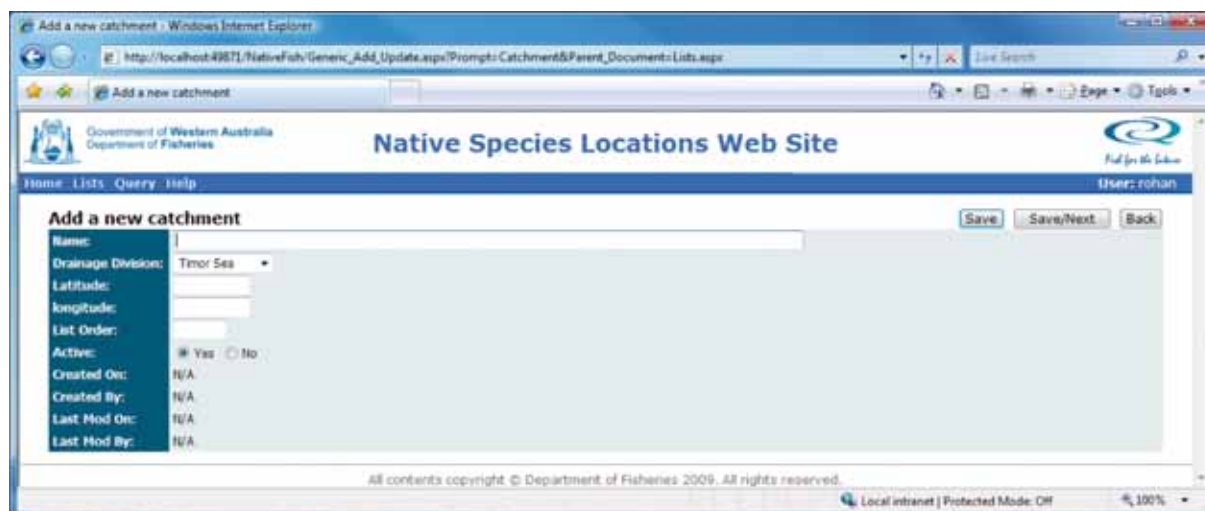 Add a new catchment - Windows Internet Explorer
http://localhost:49871/NativeFish/Generic_Add_Update.aspx?Prompt=Catchment&Parent_Document=Lists.aspx
Live Search
Add a new catchment
Page Tools
Government of Western Australia
Department of Fisheries
Native Species Locations Web Site
Fish for the future
Home Lists Query Help
User: rohan
Add a new catchment
Save Save/Next Back
Name:
Drainage Division: Timor Sea
Latitude:
longitude:
List Order:
Active: Yes No
Created On: N/A
Created By: N/A
Last Mod On: N/A
Last Mod By: N/A
All contents copyright © Department of Fisheries 2009. All rights reserved.
Local intranet | Protected Mode: Off
100%